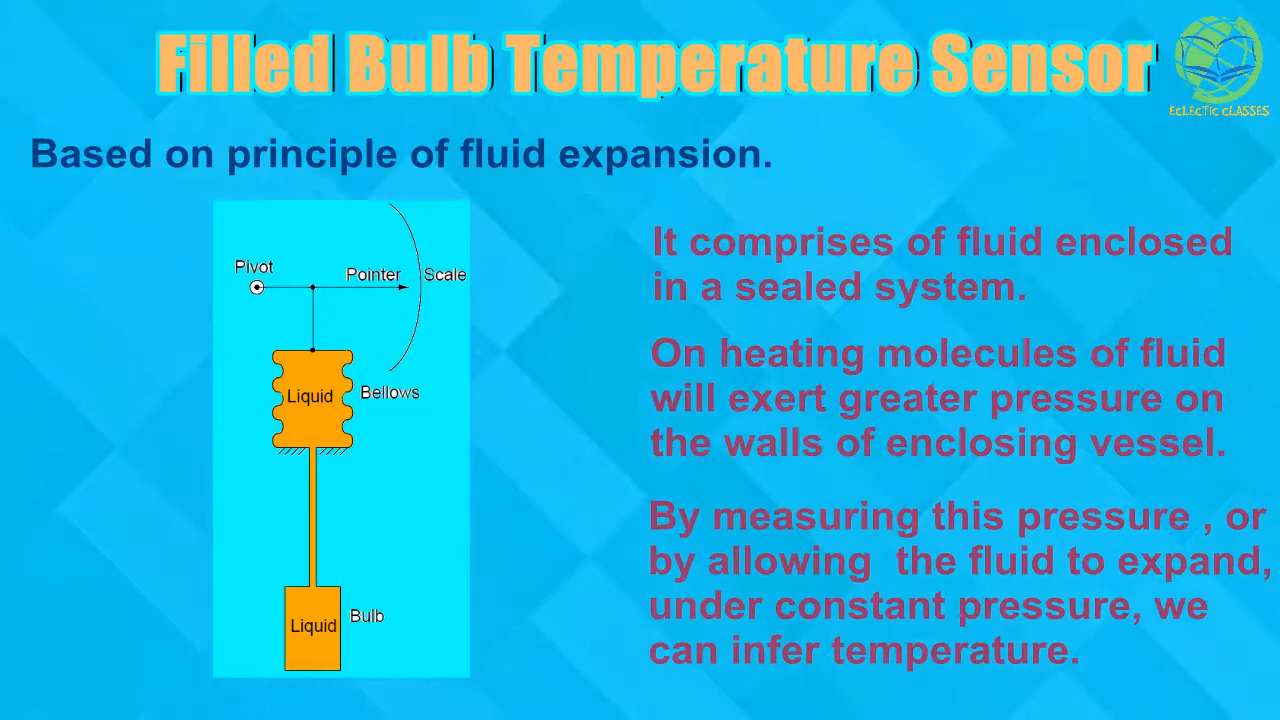 Filled Bulb Temperature Sensor
ECLECTIC CLASSES
Based on principle of fluid expansion.
Pivot
Pointer
Scale
Liquid
Bellows
Liquid
Bulb
It comprises of fluid enclosed
in a sealed system.
On heating molecules of fluid
will exert greater pressure on
the walls of enclosing vessel.
By measuring this pressure , or
by allowing the fluid to expand,
under constant pressure, we
can infer temperature.